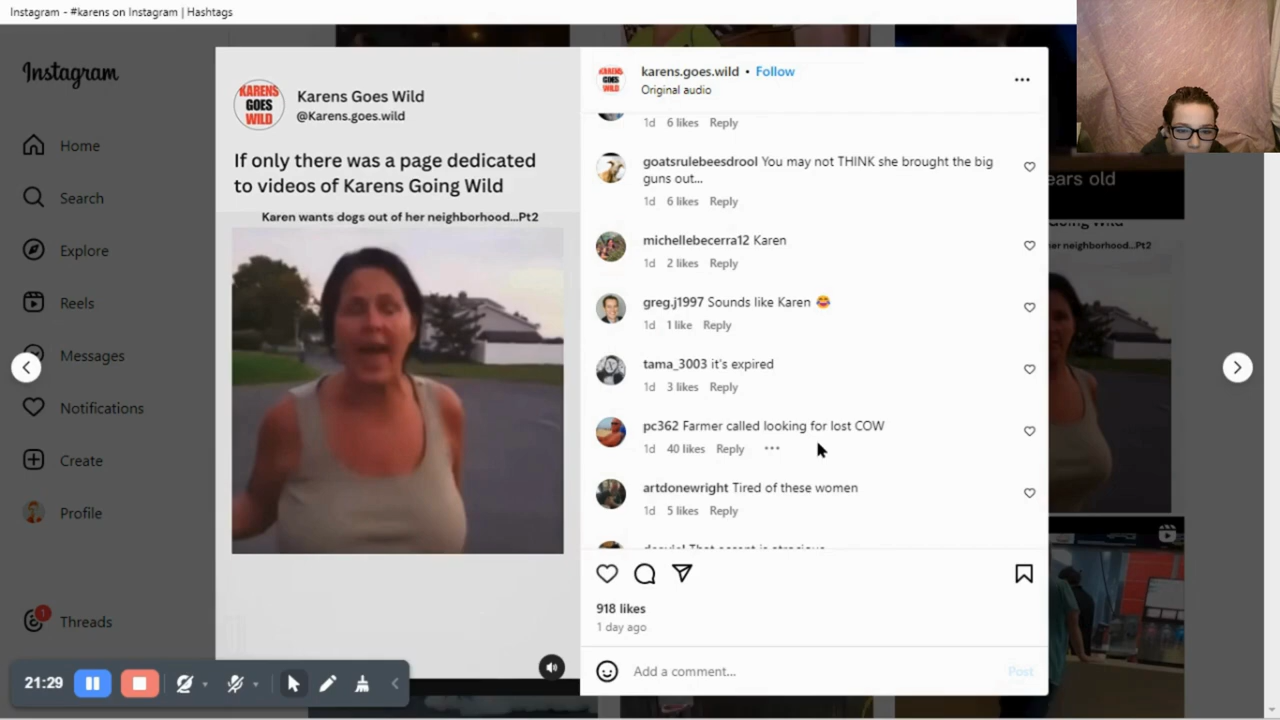 Instagram - #karens on Instagram | Hashtags
Instagram
Home
Search
Explore
Reels
Messages
Notifications
Create
Profile
1
Threads
21:29
KARENS
GOES
WILD
Karens Goes Wild
@Karens.goes.wild
If only there was a page dedicated
to videos of Karens Going Wild
Karen wants dogs out of her neighborhood...Pt2
KARENS
GOES
WILD
karens.goes.wild • Follow
Original audio
1d 6 likes Reply
goatsrulebeesdrool You may not THINK she brought the big
guns out...
1d 6 likes Reply
michellebecerra12 Karen
1d 2 likes Reply
greg.j1997 Sounds like Karen 😂
1d 1 like Reply
tama_3003 it's expired
1d 3 likes Reply
pc362 Farmer called looking for lost COW
1d 40 likes Reply
artdonewright Tired of these women
1d 5 likes Reply
918 likes
1 day ago
Add a comment...
Post
ears old
er neighborhood...Pt2